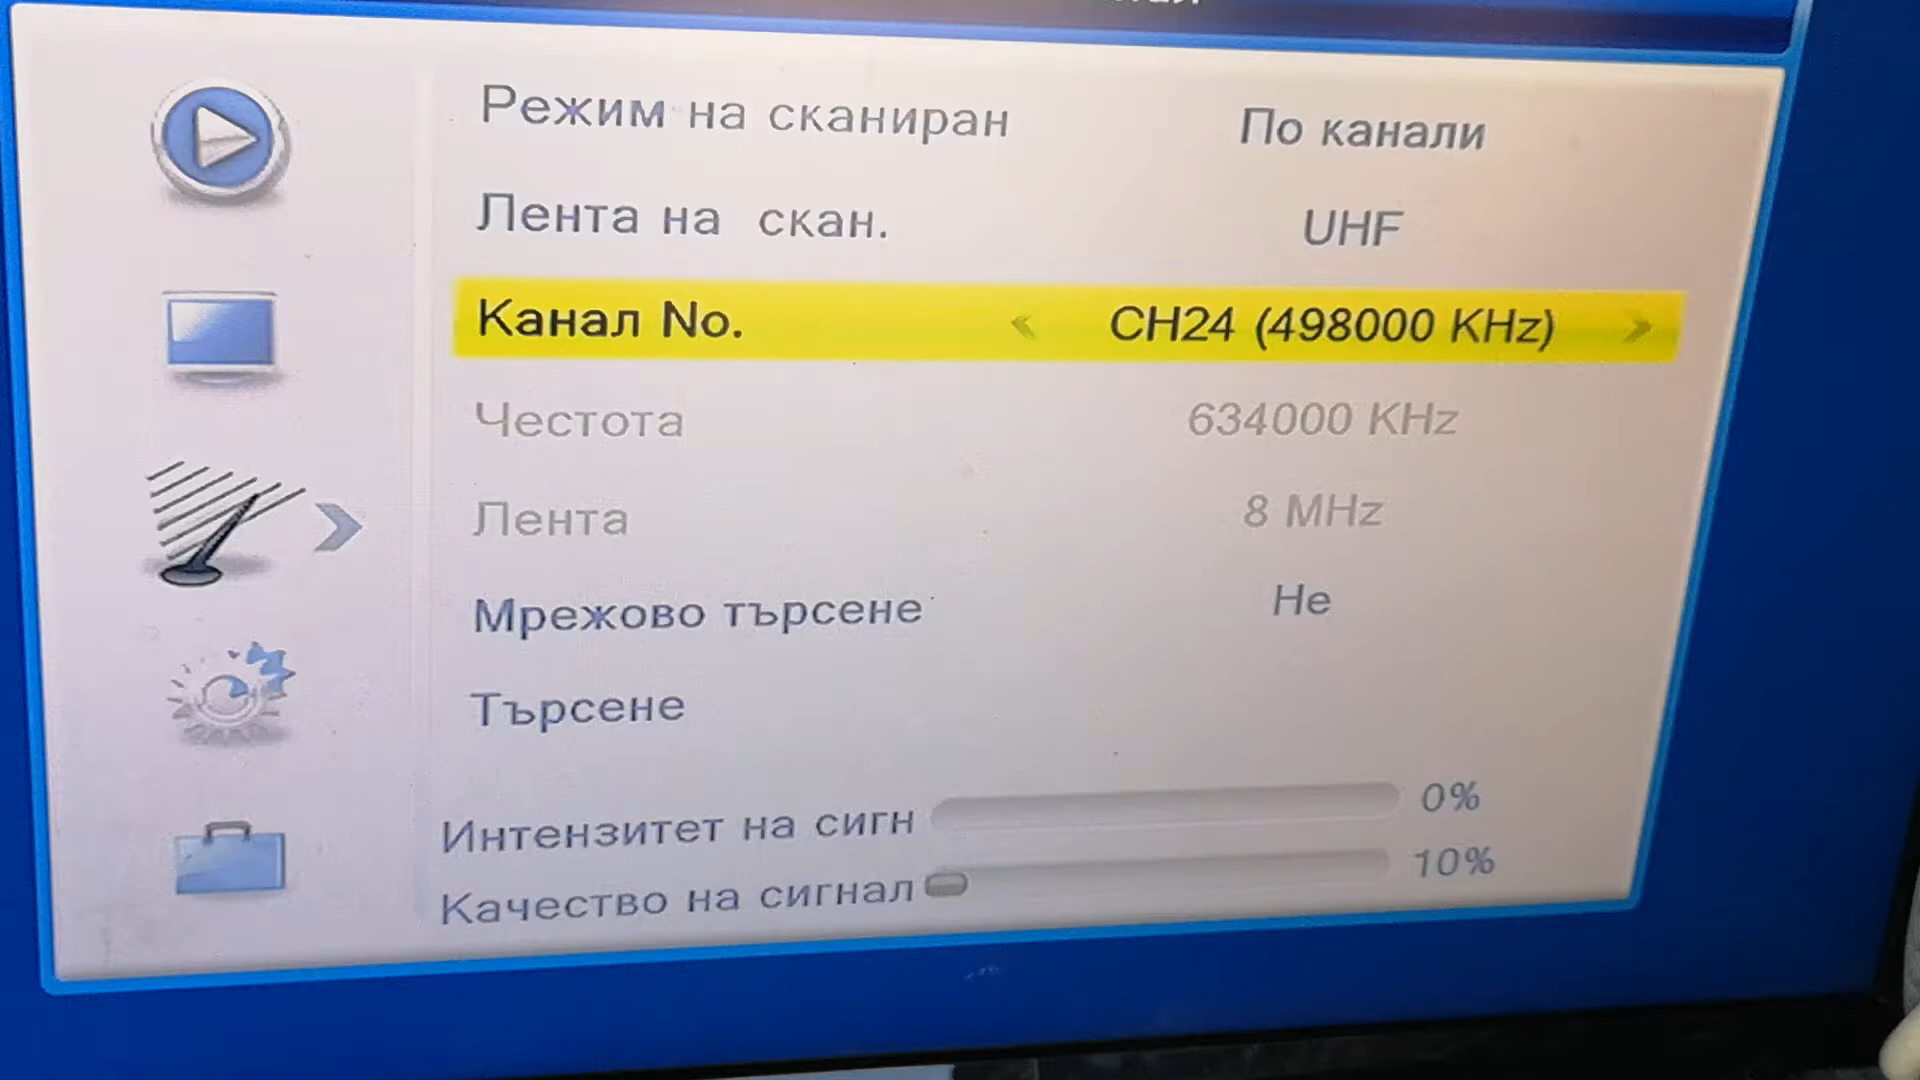 Режим на сканиран По канали
Лента на скан. UHF
Канал No. CH24 (498000 KHz)
Честота 634000 KHz
Лента 8 MHz
Мрежово търсене Не
Търсене
Интензитет на сигн 0%
Качество на сигнал 10%